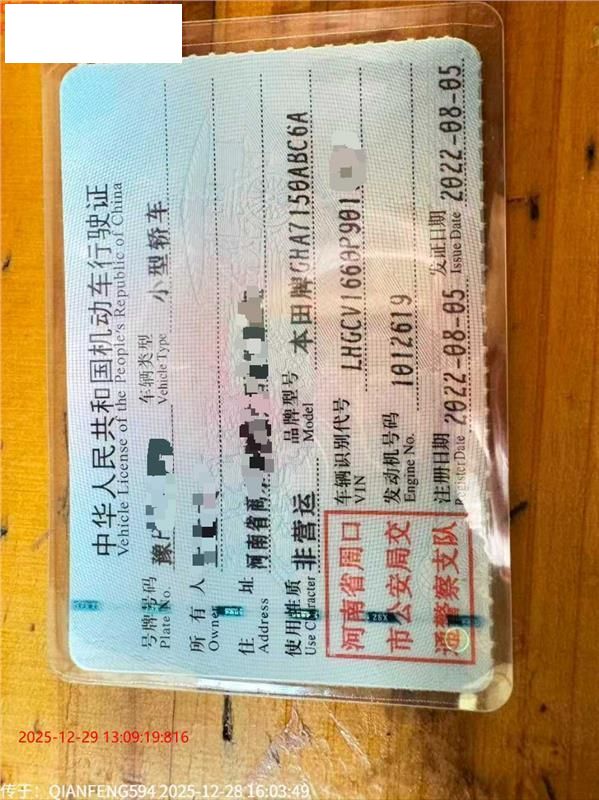 中华人民共和国机动车行驶证
Vehicle License of the People's Republic of China
号牌号码 豫 车辆类型 小型轿车
Plate No. Vehicle Type
所有人
Owner
住址 河南省商
Address
使用性质 非营运 品牌型号 本田牌GHA7150ABC6A
Use Character Model
河南省周口
市公安局交
通警察支队
车辆识别代号 LHGCV1660P901
VIN
发动机号码 1012619
Engine No.
注册日期 2022-08-05 发证日期 2022-08-05
Register Date Issue Date
2025-12-29 13:09:19:816
传于：QIANFENG594 2025-12-28 16:03:49